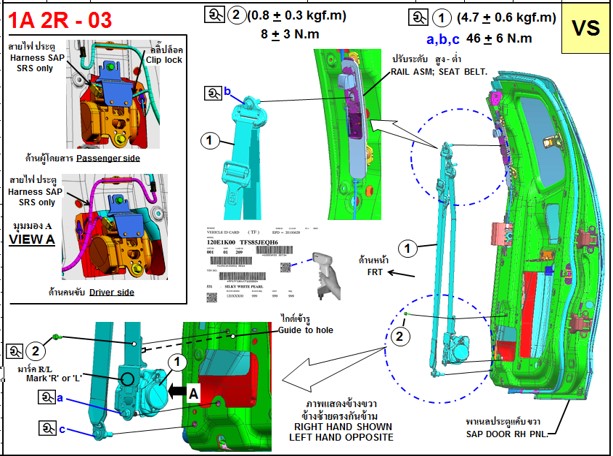 1A 2R - 03
② (0.8 ± 0.3 kgf.m)
8 ± 3 N.m
① (4.7 ± 0.6 kgf.m)
a,b,c 46 ± 6 N.m
VS
สายไฟ ประตู
Harness SAP
SRS only
คลิ๊ปล็อค
Clip lock
ด้านผู้โดยสาร Passenger side
สายไฟ ประตู
Harness SAP
SRS only
มุมมอง A
VIEW A
ด้านคนขับ Driver side
b
①
ปรับระดับ สูง - ต่ำ
RAIL ASM; SEAT BELT.
VEHICLE ID CARD ( TF )
120E1K00 TFS85JEQH6
SILKY WHITE PEARL
①
ด้านหน้า
FRT
②
ไกด์เข้ารู
Guide to hole
②
①
มาร์ค R/L
Mark 'R' or 'L'
a
A
c
ภาพแสดงข้างขวา
ข้างซ้ายตรงกันข้าม
RIGHT HAND SHOWN
LEFT HAND OPPOSITE
พาเนลประตูแค็บ ขวา
SAP DOOR RH PNL.